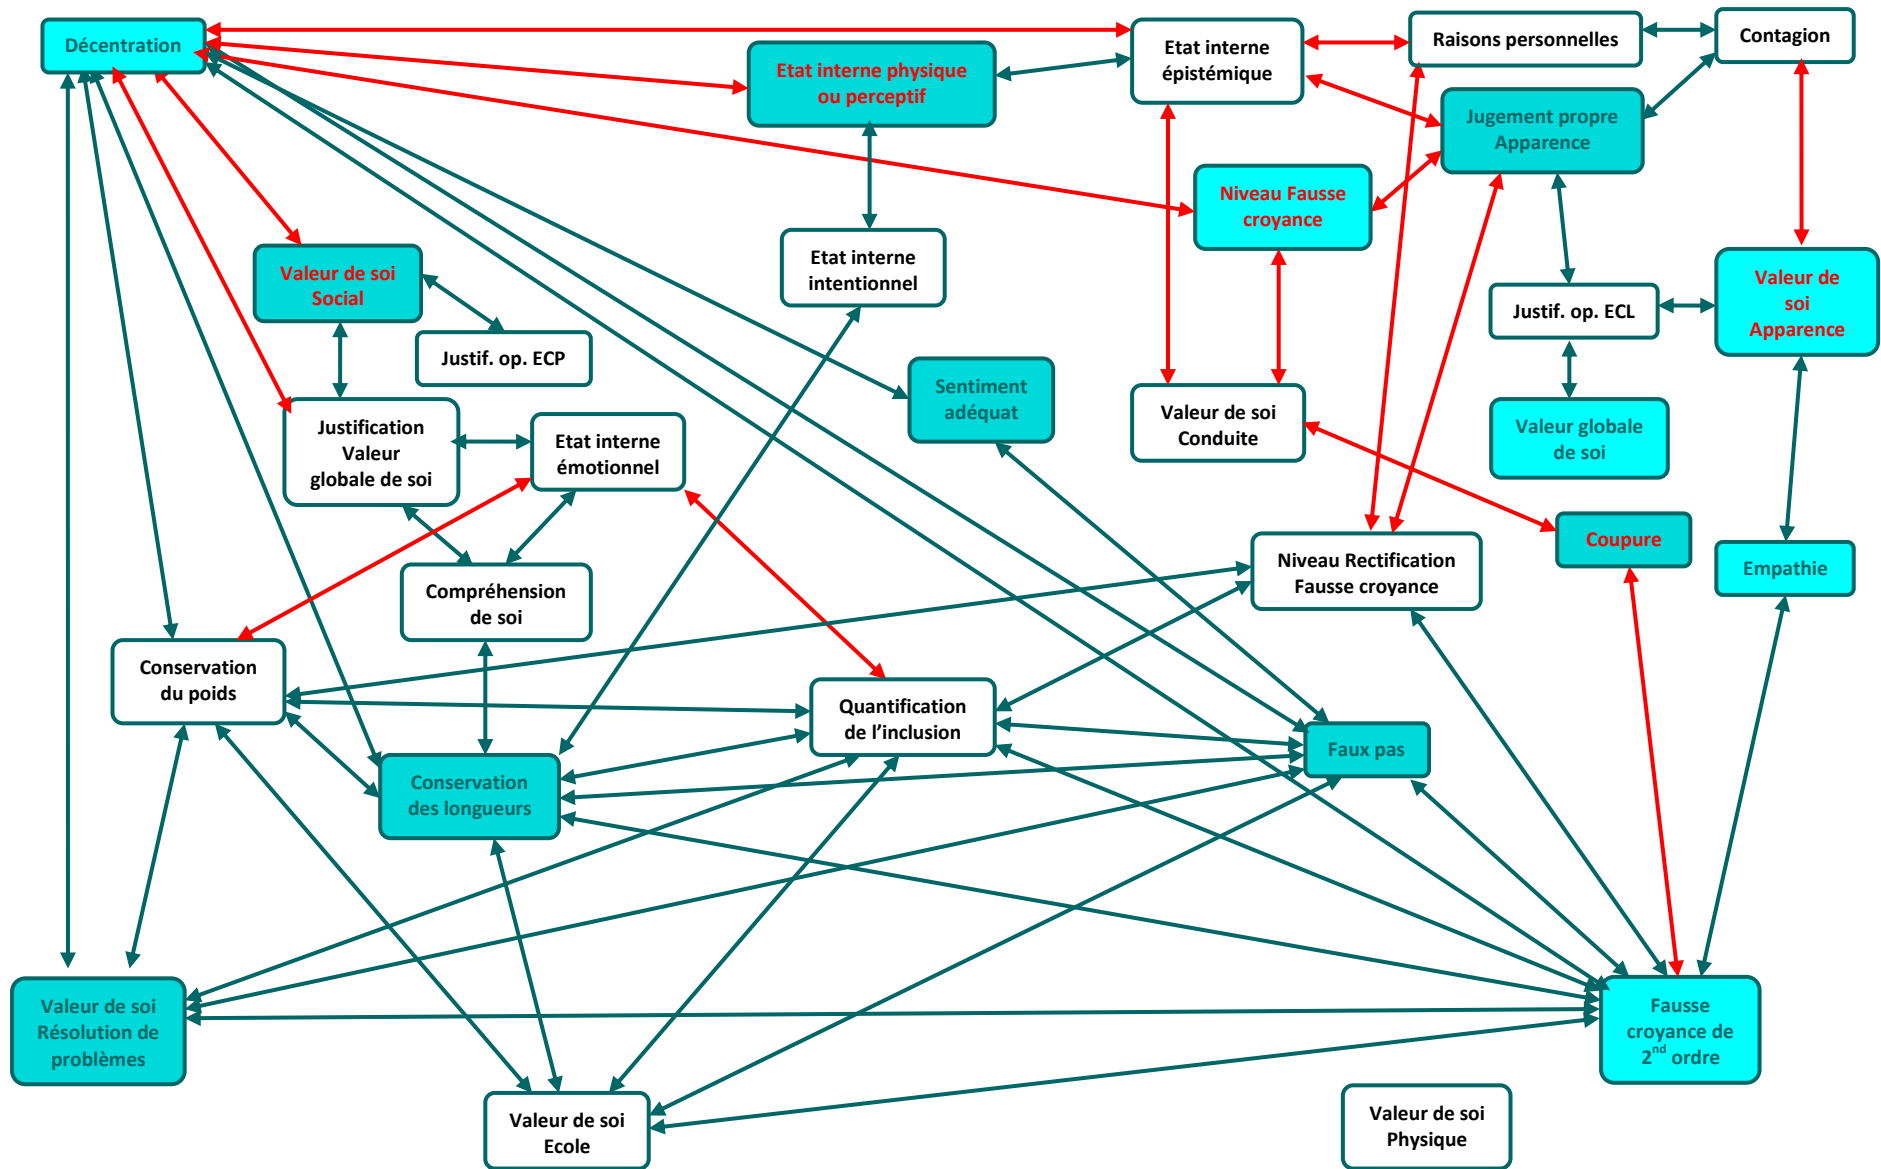 Décentration
Etat interne physique
ou perceptif
Etat interne
épistémique
Raisons personnelles
Contagion
Jugement propre
Apparence
Niveau Fausse
croyance
Valeur de soi
Social
Etat interne
intentionnel
Justif. op. ECP
Justif. op. ECL
Valeur de
soi
Apparence
Sentiment
adéquat
Valeur de soi
Conduite
Valeur globale
de soi
Justification
Valeur
globale de soi
Etat interne
émotionnel
Compréhension
de soi
Niveau Rectification
Fausse croyance
Coupure
Empathie
Conservation
du poids
Quantification
de l’inclusion
Conservation
des longueurs
Faux pas
Valeur de soi
Résolution de
problèmes
Fausse
croyance de
2nd ordre
Valeur de soi
Ecole
Valeur de soi
Physique